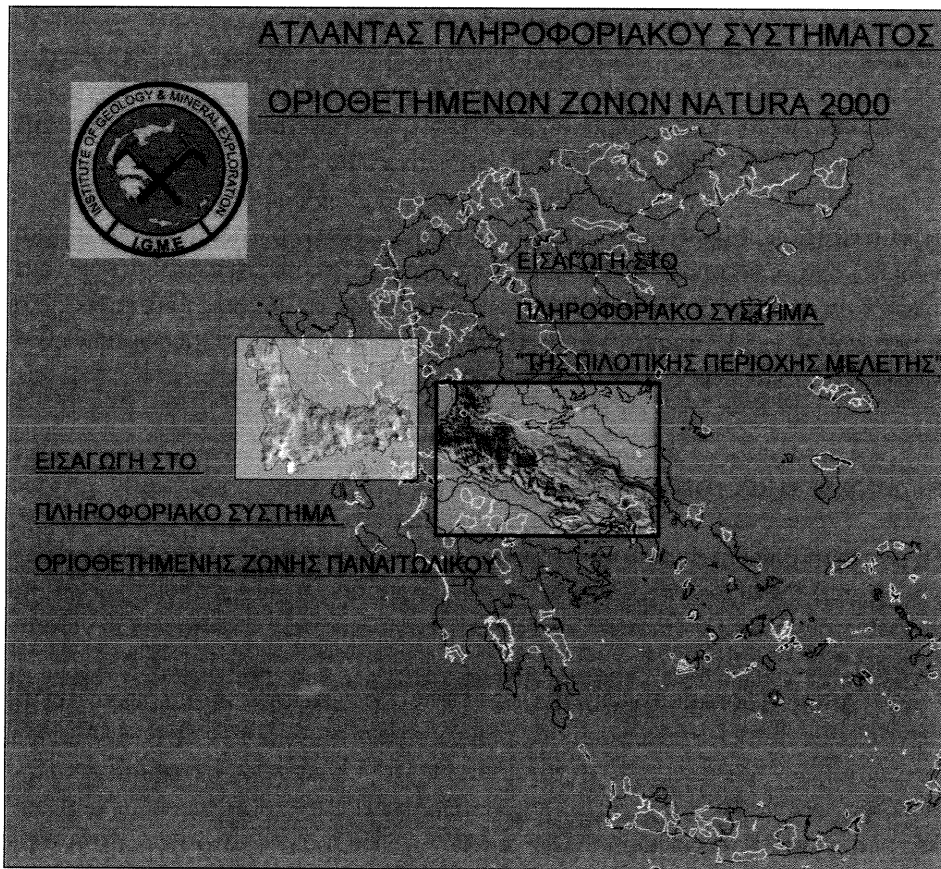 ΑΤΛΑΝΤΑΣ ΠΛΗΡΟΦΟΡΙΑΚΟΥ ΣΥΣΤΗΜΑΤΟΣ
ΟΡΙΟΘΕΤΗΜΕΝΩΝ ΖΩΝΩΝ NATURA 2000
INSTITUTE OF GEOLOGY & MINERAL EXPLORATION
I.G.M.E
ΕΙΣΑΓΩΓΗ ΣΤΟ
ΠΛΗΡΟΦΟΡΙΑΚΟ ΣΥΣΤΗΜΑ
"ΤΗΣ ΠΙΛΟΤΙΚΗΣ ΠΕΡΙΟΧΗΣ ΜΕΛΕΤΗΣ"
ΕΙΣΑΓΩΓΗ ΣΤΟ
ΠΛΗΡΟΦΟΡΙΑΚΟ ΣΥΣΤΗΜΑ
ΟΡΙΟΘΕΤΗΜΕΝΗΣ ΖΩΝΗΣ ΠΑΝΑΙΤΩΛΙΚΟΥ